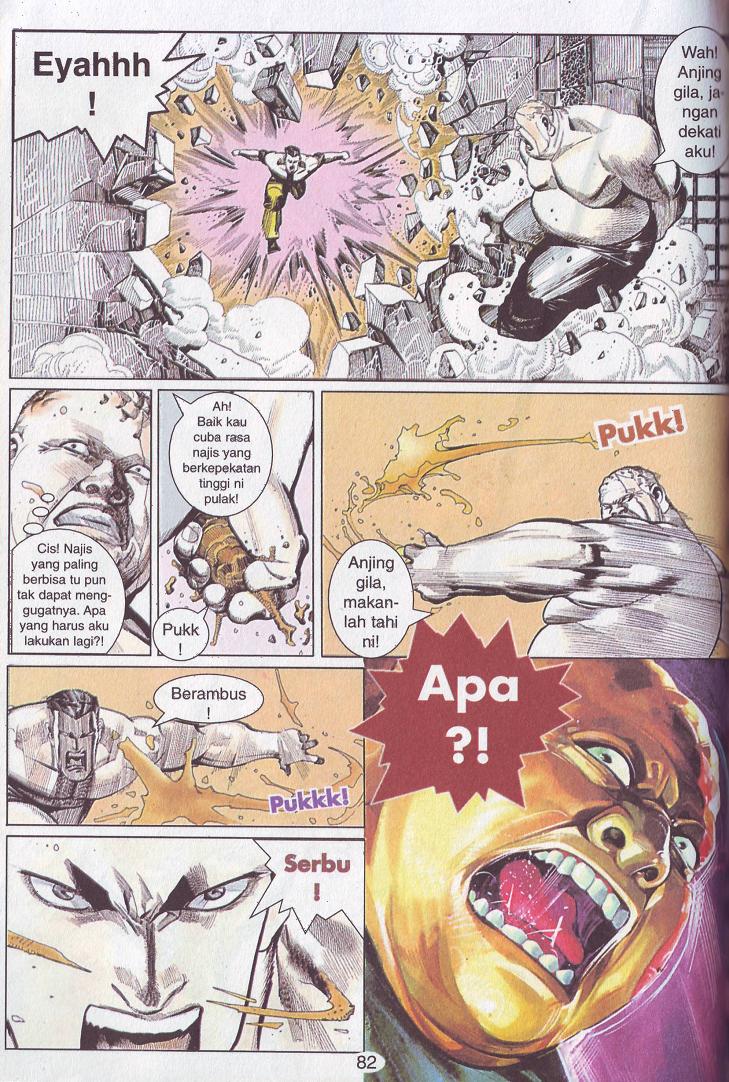 Eyahhh
!
Wah!
Anjing
gila, ja-
ngan
dekati
aku!
Cis! Najis
yang paling
berbisa tu pun
tak dapat meng-
gugatnya. Apa
yang harus aku
lakukan lagi?!
Ah!
Baik kau
cuba rasa
najis yang
berkepekatan
tinggi ni
pulak!
Pukk
!
Pukk!
Anjing
gila,
makan-
lah tahi
ni!
Berambus
!
Pukkk!
Apa
?!
Serbu
!
82